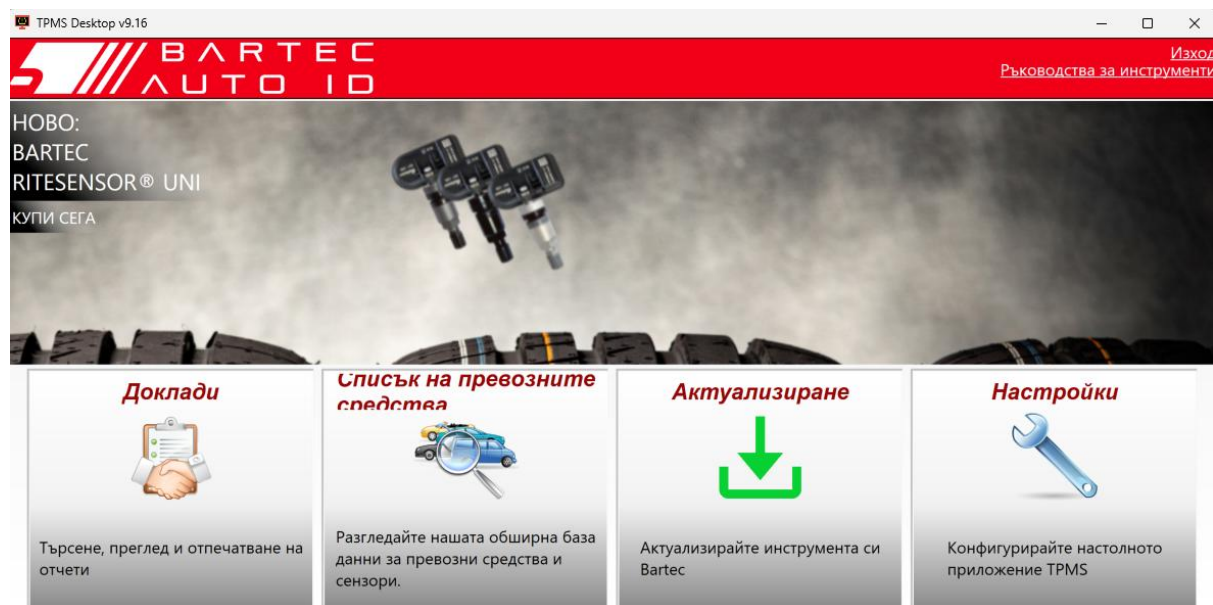 TPMS Desktop v9.16
BARTEC
AUTO ID
Изход
Ръководства за инструменти
НОВО:
BARTEC
RITESENSOR® UNI
КУПИ СЕГА
Доклади
Търсене, преглед и отпечатване на
отчети
Списък на превозните
средства
Разгледайте нашата обширна база
данни за превозни средства и
сензори.
Актуализиране
Актуализирайте инструмента си
Bartec
Настройки
Конфигурирайте настолното
приложение TPMS